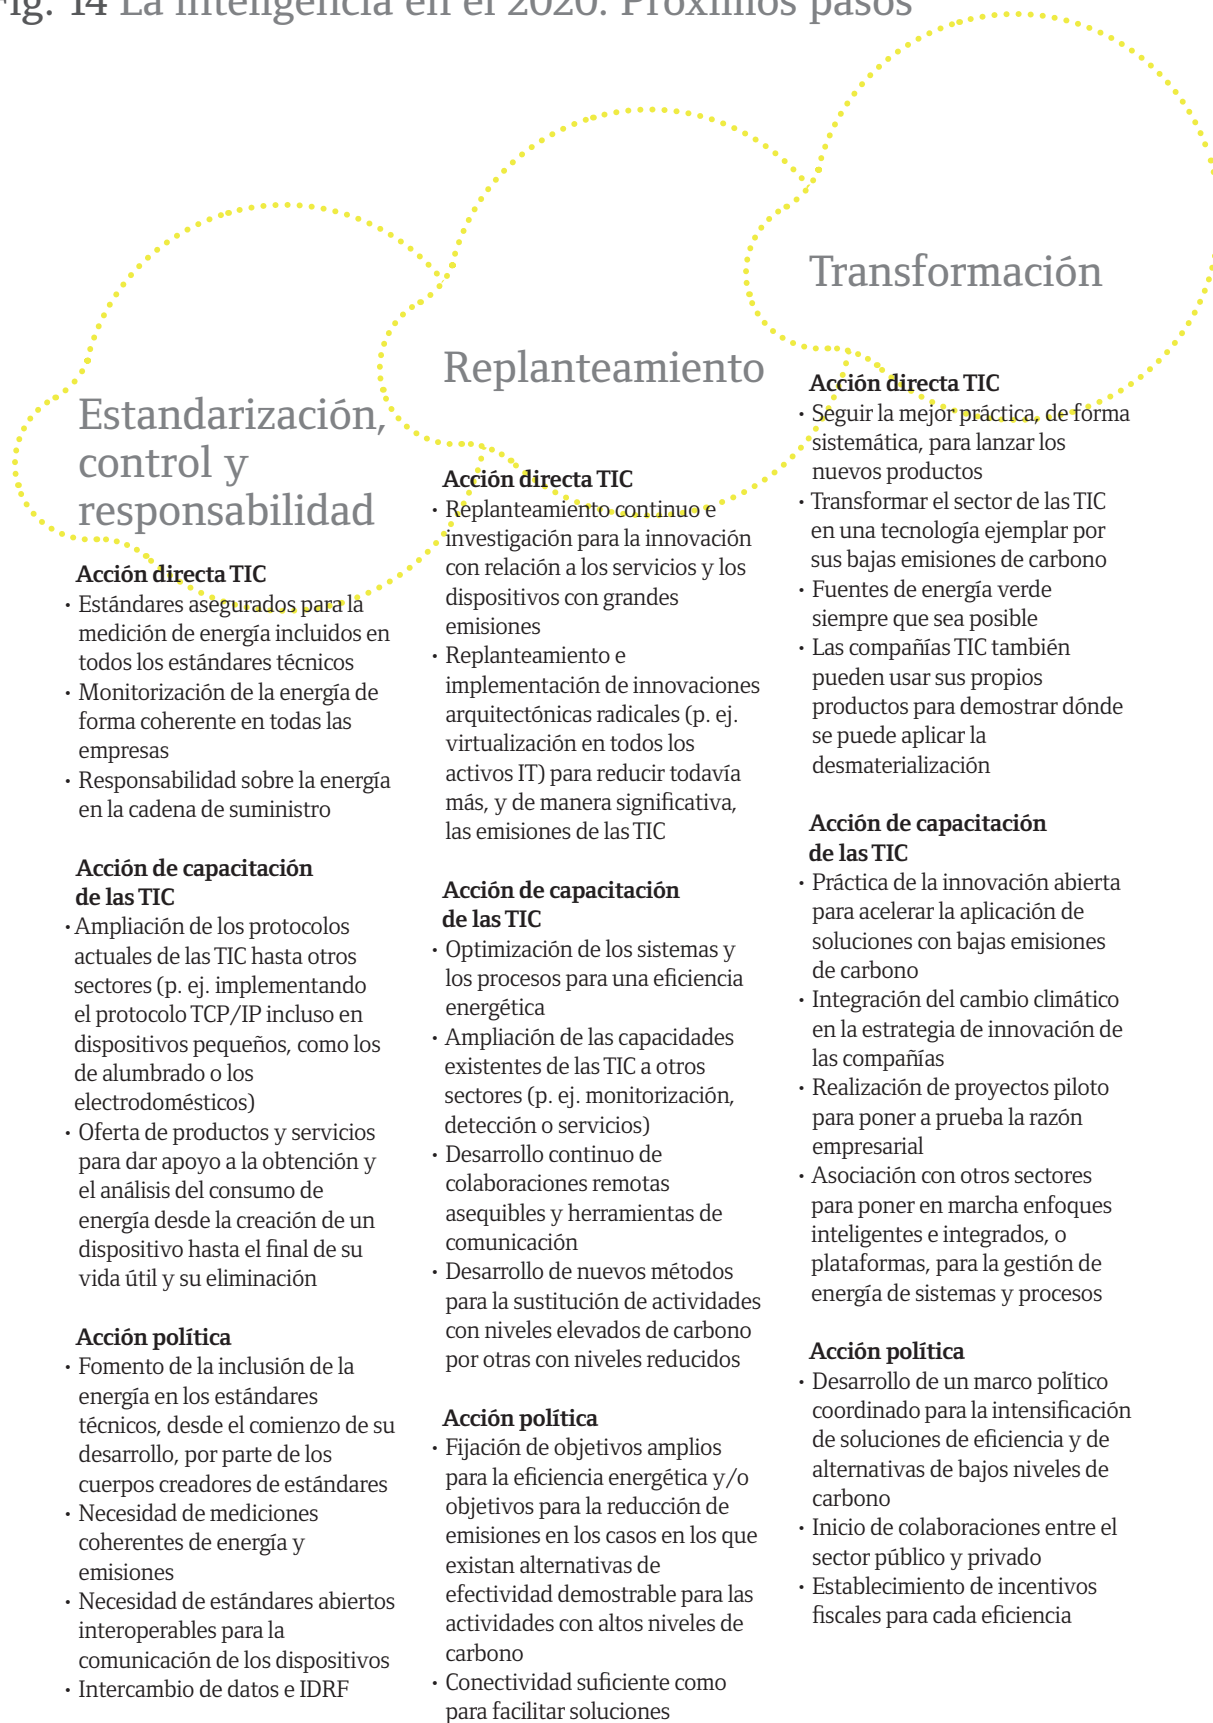 Fig. 14 La inteligencia en el 2020: Próximos pasos
Estandarización,
control y
responsabilidad
Acción directa TIC
· Estándares asegurados para la
medición de energía incluidos en
todos los estándares técnicos
· Monitorización de la energía de
forma coherente en todas las
empresas
· Responsabilidad sobre la energía
en la cadena de suministro
Acción de capacitación
de las TIC
· Ampliación de los protocolos
actuales de las TIC hasta otros
sectores (p. ej. implementando
el protocolo TCP/IP incluso en
dispositivos pequeños, como los
de alumbrado o los
electrodomésticos)
· Oferta de productos y servicios
para dar apoyo a la obtención y
el análisis del consumo de
energía desde la creación de un
dispositivo hasta el final de su
vida útil y su eliminación
Acción política
· Fomento de la inclusión de la
energía en los estándares
técnicos, desde el comienzo de su
desarrollo, por parte de los
cuerpos creadores de estándares
· Necesidad de mediciones
coherentes de energía y
emisiones
· Necesidad de estándares abiertos
interoperables para la
comunicación de los dispositivos
· Intercambio de datos e IDRF
Replanteamiento
Acción directa TIC
· Replanteamiento continuo e
investigación para la innovación
con relación a los servicios y los
dispositivos con grandes
emisiones
· Replanteamiento e
implementación de innovaciones
arquitectónicas radicales (p. ej.
virtualización en todos los
activos IT) para reducir todavía
más, y de manera significativa,
las emisiones de las TIC
Acción de capacitación
de las TIC
· Optimización de los sistemas y
los procesos para una eficiencia
energética
· Ampliación de las capacidades
existentes de las TIC a otros
sectores (p. ej. monitorización,
detección o servicios)
· Desarrollo continuo de
colaboraciones remotas
asequibles y herramientas de
comunicación
· Desarrollo de nuevos métodos
para la sustitución de actividades
con niveles elevados de carbono
por otras con niveles reducidos
Acción política
· Fijación de objetivos amplios
para la eficiencia energética y/o
objetivos para la reducción de
emisiones en los casos en los que
existan alternativas de
efectividad demostrable para las
actividades con altos niveles de
carbono
· Conectividad suficiente como
para facilitar soluciones
Transformación
Acción directa TIC
· Seguir la mejor práctica, de forma
sistemática, para lanzar los
nuevos productos
· Transformar el sector de las TIC
en una tecnología ejemplar por
sus bajas emisiones de carbono
· Fuentes de energía verde
siempre que sea posible
· Las compañías TIC también
pueden usar sus propios
productos para demostrar dónde
se puede aplicar la
desmaterialización
Acción de capacitación
de las TIC
· Práctica de la innovación abierta
para acelerar la aplicación de
soluciones con bajas emisiones
de carbono
· Integración del cambio climático
en la estrategia de innovación de
las compañías
· Realización de proyectos piloto
para poner a prueba la razón
empresarial
· Asociación con otros sectores
para poner en marcha enfoques
inteligentes e integrados, o
plataformas, para la gestión de
energía de sistemas y procesos
Acción política
· Desarrollo de un marco político
coordinado para la intensificación
de soluciones de eficiencia y de
alternativas de bajos niveles de
carbono
· Inicio de colaboraciones entre el
sector público y privado
· Establecimiento de incentivos
fiscales para cada eficiencia